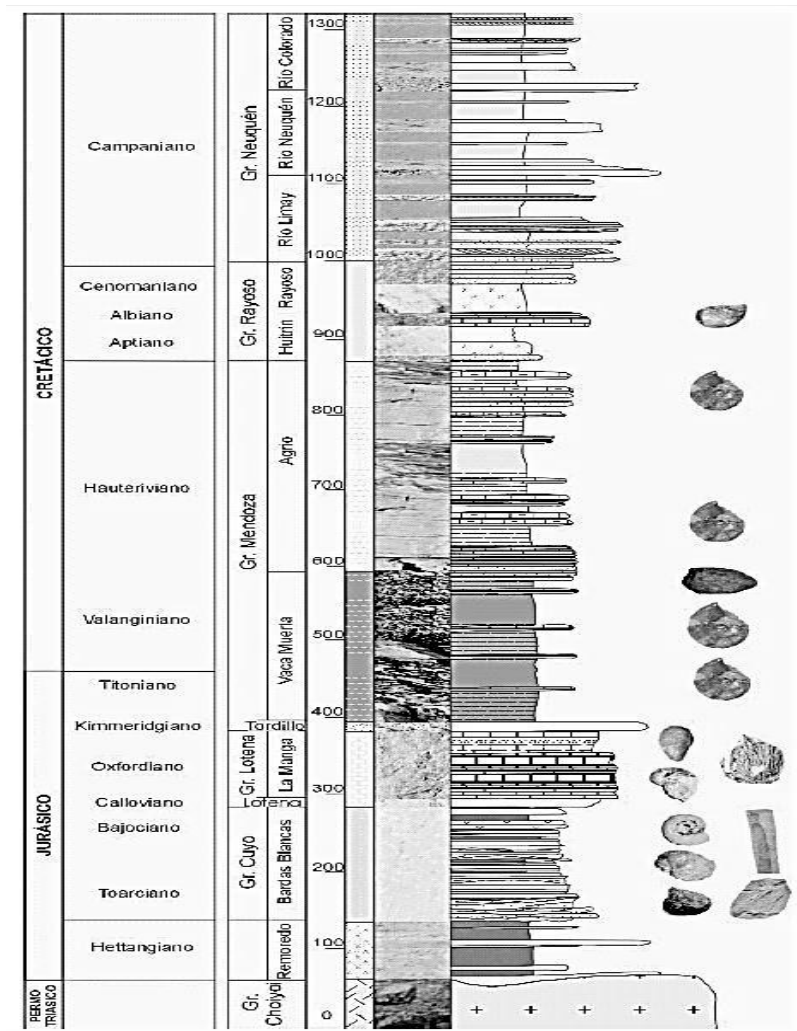 CRETÁCICO
JURÁSICO
PERMO
TRIASICO
Campaniano
Cenomaniano
Albiano
Aptiano
Hauteriviano
Valanginiano
Titoniano
Kimmeridgiano
Oxfordiano
Calloviano
Bajociano
Toarciano
Hettangiano
Gr. Neuquén
Gr. Rayoso
Gr. Mendoza
Gr. Lotena
Gr. Cuyo
Gr.
Choiyoi
Río Colorado
Río Neuquén
Río Limay
Rayoso
Huitrín
Agrio
Vaca Muerta
Tordillo
La Manga
Lotena
Bardas Blancas
Remoredo
1300
1200
1100
1000
900
800
700
600
500
400
300
200
100
0